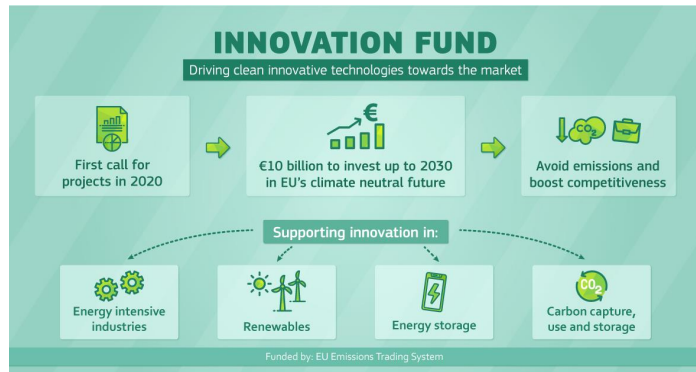 INNOVATION FUND
Driving clean innovative technologies towards the market
€
First call for
projects in 2020
€10 billion to invest up to 2030
in EU's climate neutral future
CO₂
Avoid emissions and
boost competitiveness
Supporting innovation in:
Energy intensive
industries
Renewables
Energy storage
CO₂
Carbon capture,
use and storage
Funded by: EU Emissions Trading System